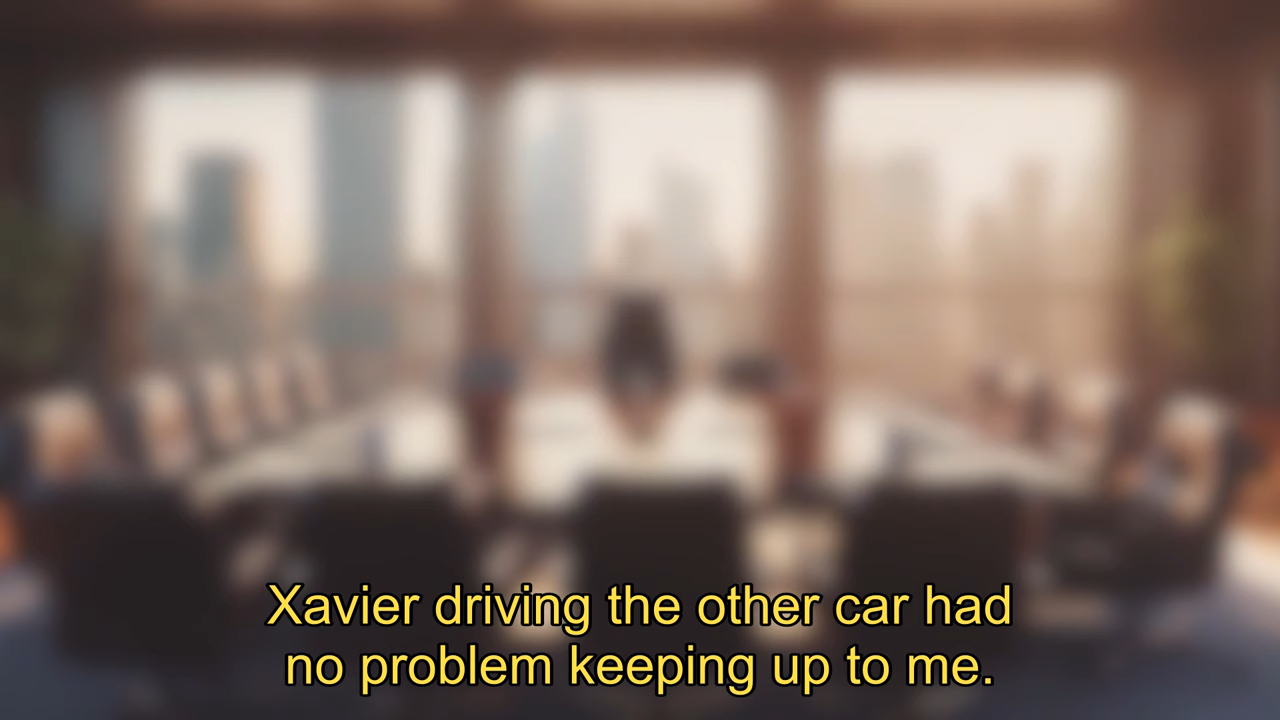 Xavier driving the other car had
no problem keeping up to me.